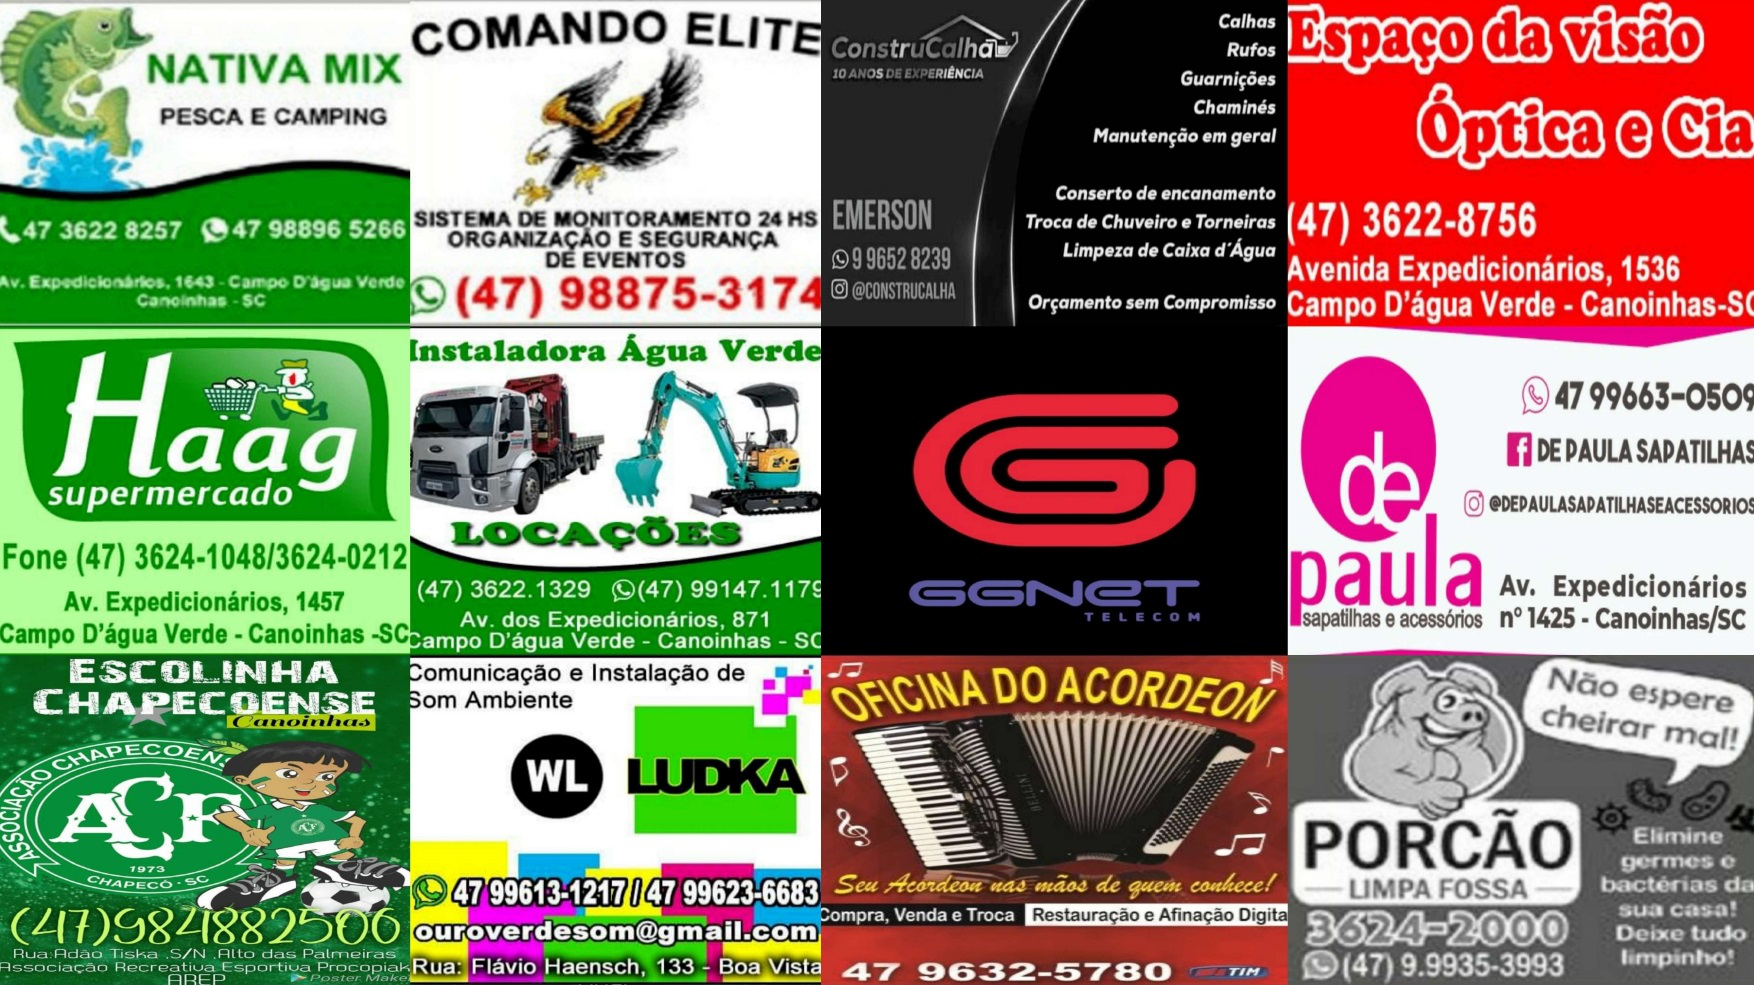 NATIVA MIX
PESCA E CAMPING
47 3622 8257 47 98896 5266
Av. Expedicionários, 1643 - Campo D'água Verde
Canoinhas - SC
COMANDO ELITE
SISTEMA DE MONITORAMENTO 24 HS
ORGANIZAÇÃO E SEGURANÇA
DE EVENTOS
(47) 98875-3174
ConstruCalha
10 ANOS DE EXPERIÊNCIA
EMERSON
9 9652 8239
@CONSTRUCALHA
Calhas
Rufos
Guarnições
Chaminés
Manutenção em geral
Conserto de encanamento
Troca de Chuveiro e Torneiras
Limpeza de Caixa d´Água
Orçamento sem Compromisso
Espaço da visão
Óptica e Cia
(47) 3622-8756
Avenida Expedicionários, 1536
Campo D'água Verde - Canoinhas-SC
Haag
supermercado
Fone (47) 3624-1048/3624-0212
Av. Expedicionários, 1457
Campo D'água Verde - Canoinhas -SC
Instaladora Água Verde
LOCAÇÕES
(47) 3622.1329 (47) 99147.1179
Av. dos Expedicionários, 871
Campo D'água Verde - Canoinhas - SC
GGNET
TELECOM
de
paula
sapatilhas e acessórios
47 99663-0509
DE PAULA SAPATILHAS
@DEPAULASAPATILHASEACESSORIOS
Av. Expedicionários
nº 1425 - Canoinhas/SC
ESCOLINHA
CHAPECOENSE
Canoinhas
ASSOCIAÇÃO CHAPECOENSE
ACF
1973
CHAPECÓ · SC
(47)984882506
Rua:Adão Tiska .S/N .Alto das Palmeiras
Associação Recreativa Esportiva Procopiak
AREP
Poster Maker
Comunicação e Instalação de
Som Ambiente
WL
LUDKA
47 99613-1217 / 47 99623-6683
ouroverdesom@gmail.com
Rua: Flávio Haensch, 133 - Boa Vista
OFICINA DO ACORDEON
Seu Acordeon nas mãos de quem conhece!
Compra, Venda e Troca Restauração e Afinação Digita
47 9632-5780
TIM
Não espere
cheirar mal!
PORCÃO
LIMPA FOSSA
3624-2000
(47) 9.9935-3993
Elimine
germes e
bactérias da
sua casa!
Deixe tudo
limpinho!